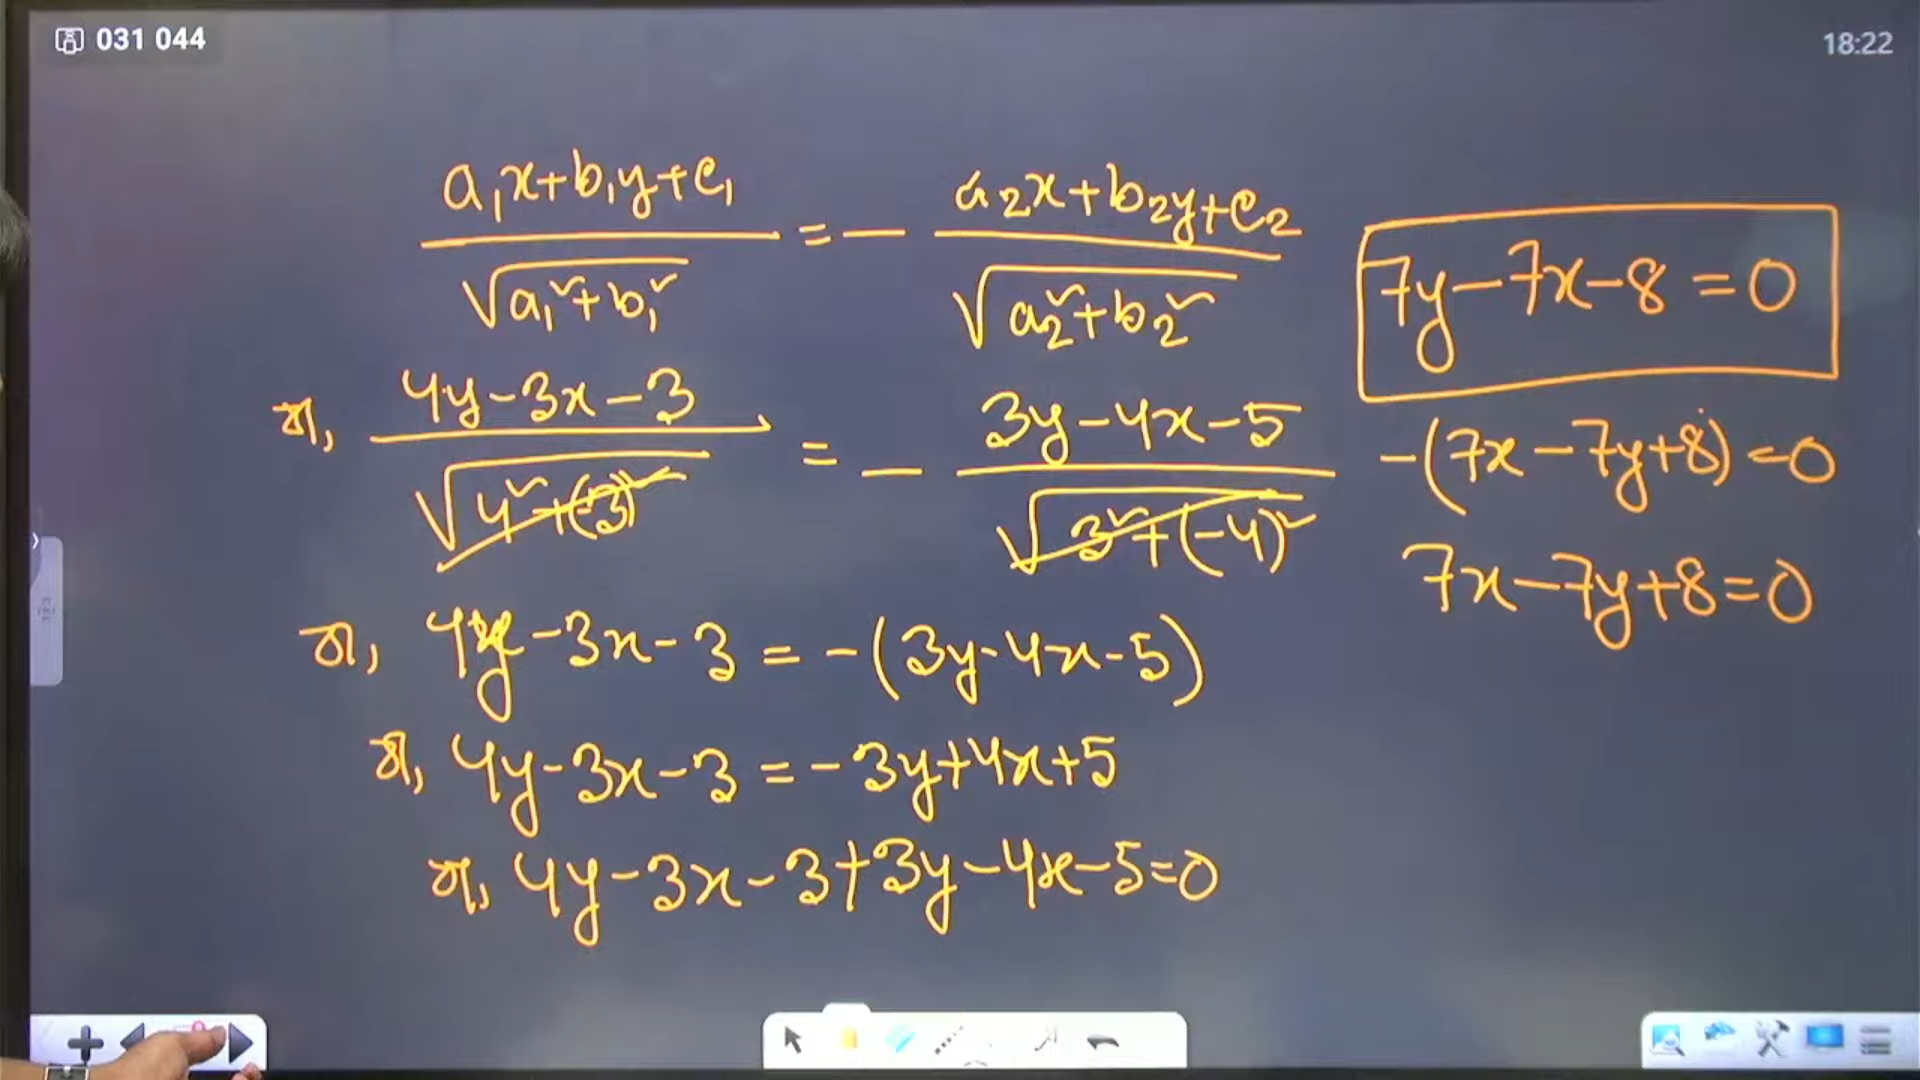 031 044
18:22
a₁x+b₁y+c₁ / √a₁²+b₁² = - a₂x+b₂y+c₂ / √a₂²+b₂²
বা, 4y-3x-3 / √4²+(-3)² = - 3y-4x-5 / √3²+(-4)²
বা, 4y-3x-3 = -(3y-4x-5)
বা, 4y-3x-3 = -3y+4x+5
বা, 4y-3x-3+3y-4x-5=0
7y-7x-8=0
-(7x-7y+8)=0
7x-7y+8=0